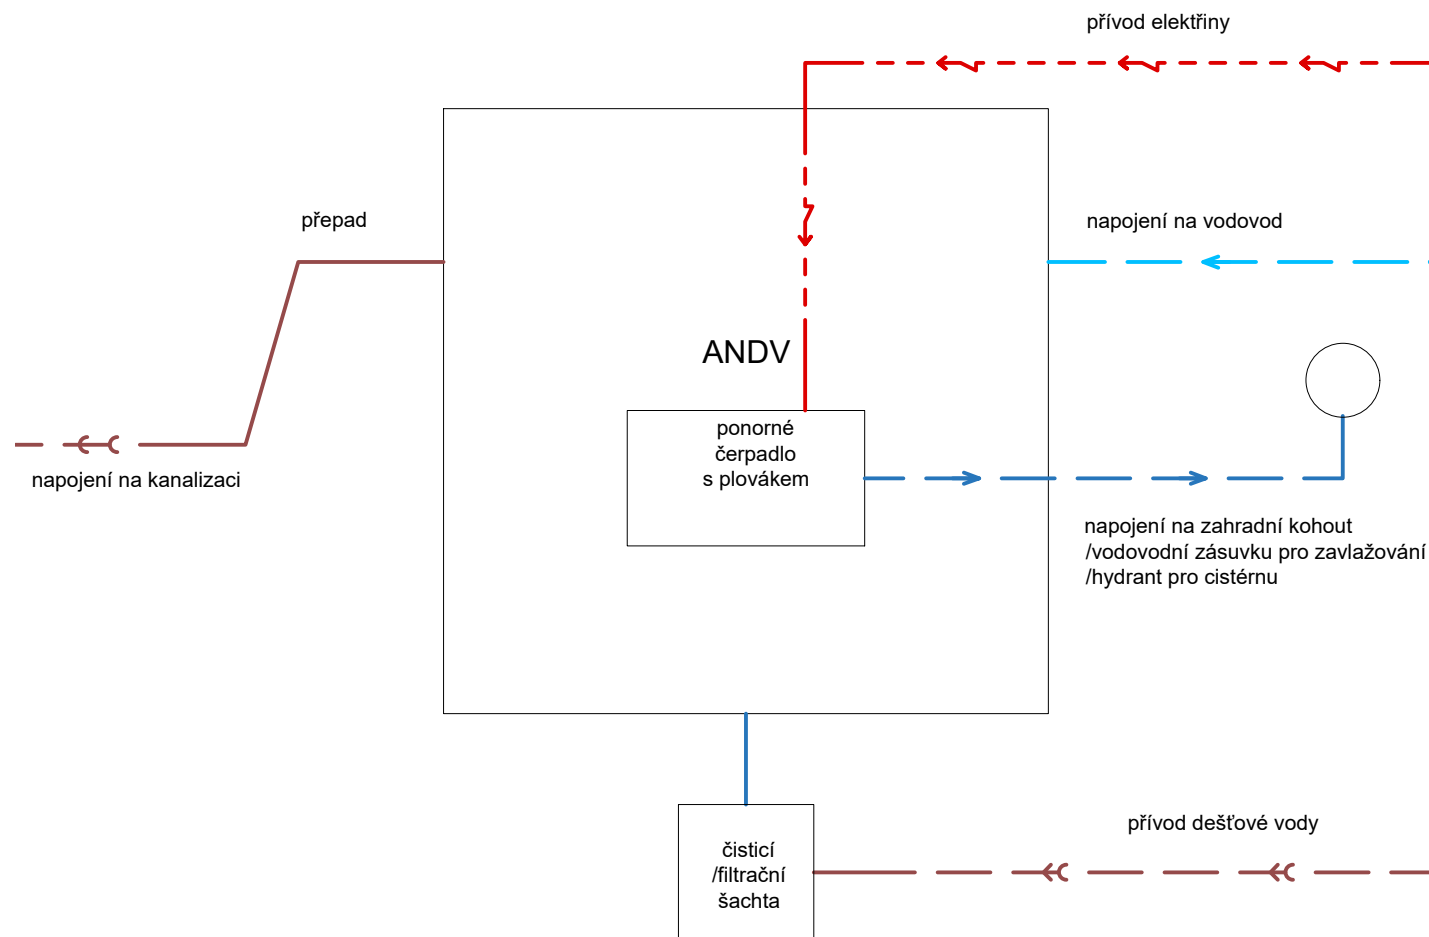 přívod elektřiny
přepad
napojení na vodovod
ANDV
ponorné
čerpadlo
s plovákem
napojení na kanalizaci
napojení na zahradní kohout
/vodovodní zásuvku pro zavlažování
/hydrant pro cistérnu
přívod dešťové vody
čisticí
/filtrační
šachta